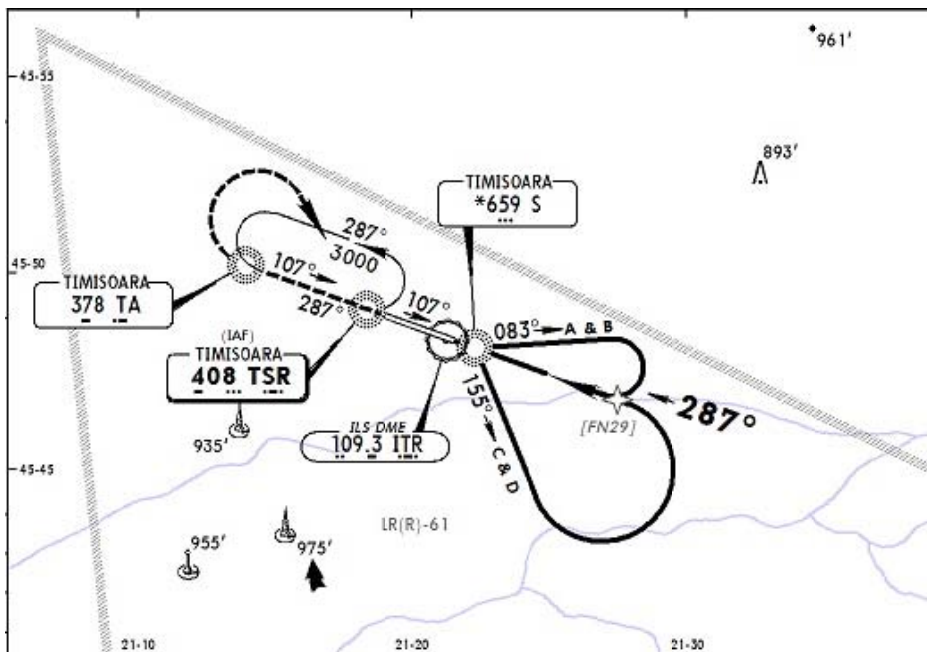 961'
45-55
893'
TIMISOARA
*659 S
287°
3000
45-50
TIMISOARA
378 TA
107°
287°
107°
083° A & B
(IAF)
TIMISOARA
408 TSR
155° C & D
287°
[FN29]
935'
ILS DME
109.3 ITR
45-45
LR(R)-61
955'
975'
21-10
21-20
21-30